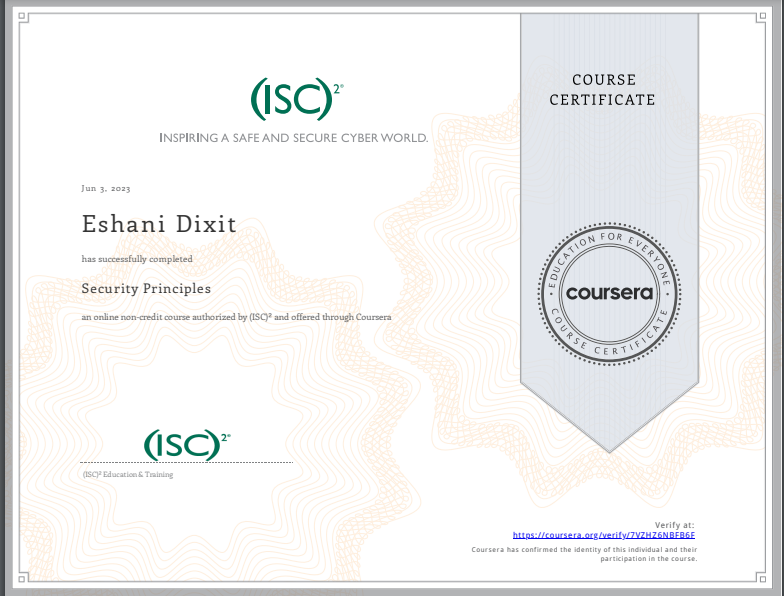 (ISC)²®
INSPIRING A SAFE AND SECURE CYBER WORLD.
COURSE
CERTIFICATE
Jun 3, 2023
Eshani Dixit
has successfully completed
Security Principles
an online non-credit course authorized by (ISC)² and offered through Coursera
EDUCATION FOR EVERYONE
coursera
COURSE CERTIFICATE
(ISC)²®
(ISC)² Education & Training
Verify at:
https://coursera.org/verify/7VZHZ6NBFB6F
Coursera has confirmed the identity of this individual and their
participation in the course.